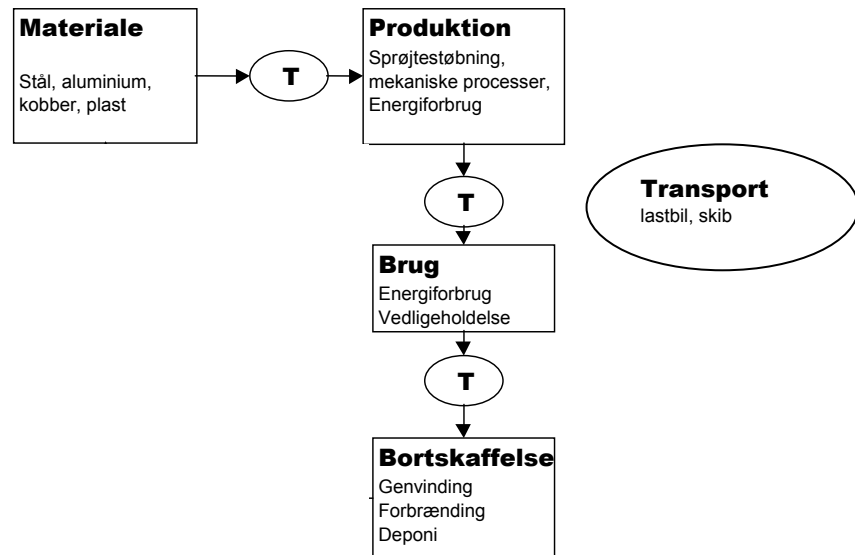 Materiale
Stål, aluminium,
kobber, plast
T
Produktion
Sprøjtestøbning,
mekaniske processer,
Energiforbrug
T
Transport
lastbil, skib
Brug
Energiforbrug
Vedligeholdelse
T
Bortskaffelse
Genvinding
Forbrænding
Deponi